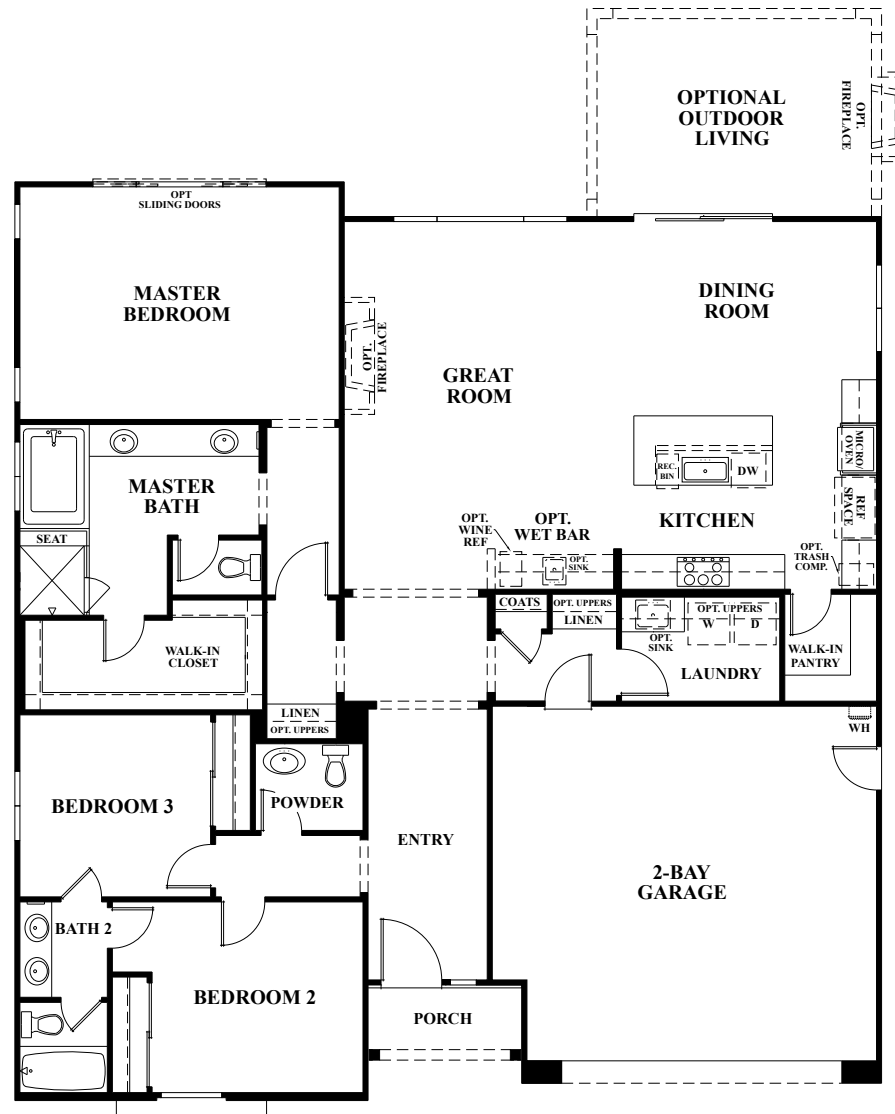 OPTIONAL
OUTDOOR
LIVING
OPT.
FIREPLACE
OPT
SLIDING DOORS
MASTER
BEDROOM
OPT.
FIREPLACE
GREAT
ROOM
DINING
ROOM
MASTER
BATH
SEAT
REC.
BIN
DW
MICRO/
OVEN
REF
SPACE
KITCHEN
OPT.
WINE
REF
OPT.
WET BAR
OPT.
SINK
OPT.
TRASH
COMP.
WALK-IN
CLOSET
COATS
OPT. UPPERS
LINEN
OPT. UPPERS
W
D
OPT.
SINK
LAUNDRY
WALK-IN
PANTRY
LINEN
OPT. UPPERS
WH
BEDROOM 3
POWDER
ENTRY
2-BAY
GARAGE
BATH 2
BEDROOM 2
PORCH